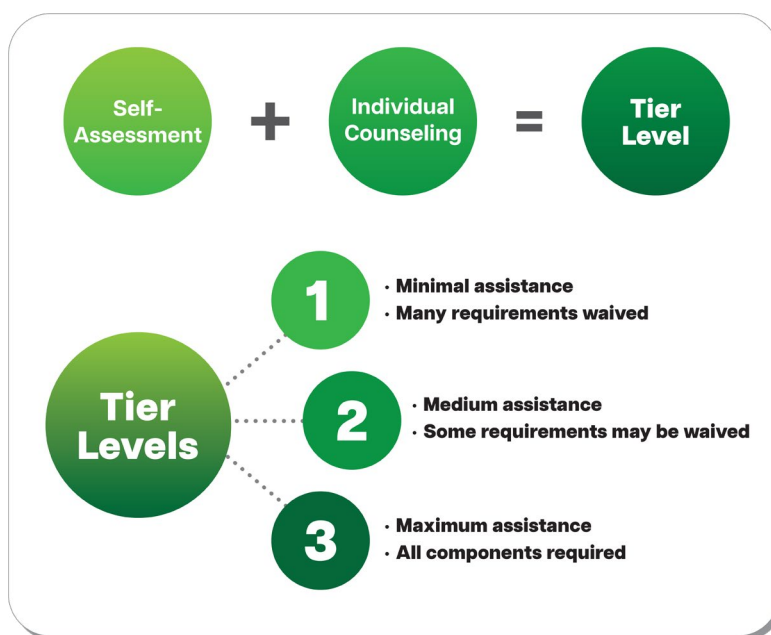 Self-
Assessment
+
Individual
Counseling
=
Tier
Level
Tier
Levels
1
· Minimal assistance
· Many requirements waived
2
· Medium assistance
· Some requirements may be waived
3
· Maximum assistance
· All components required